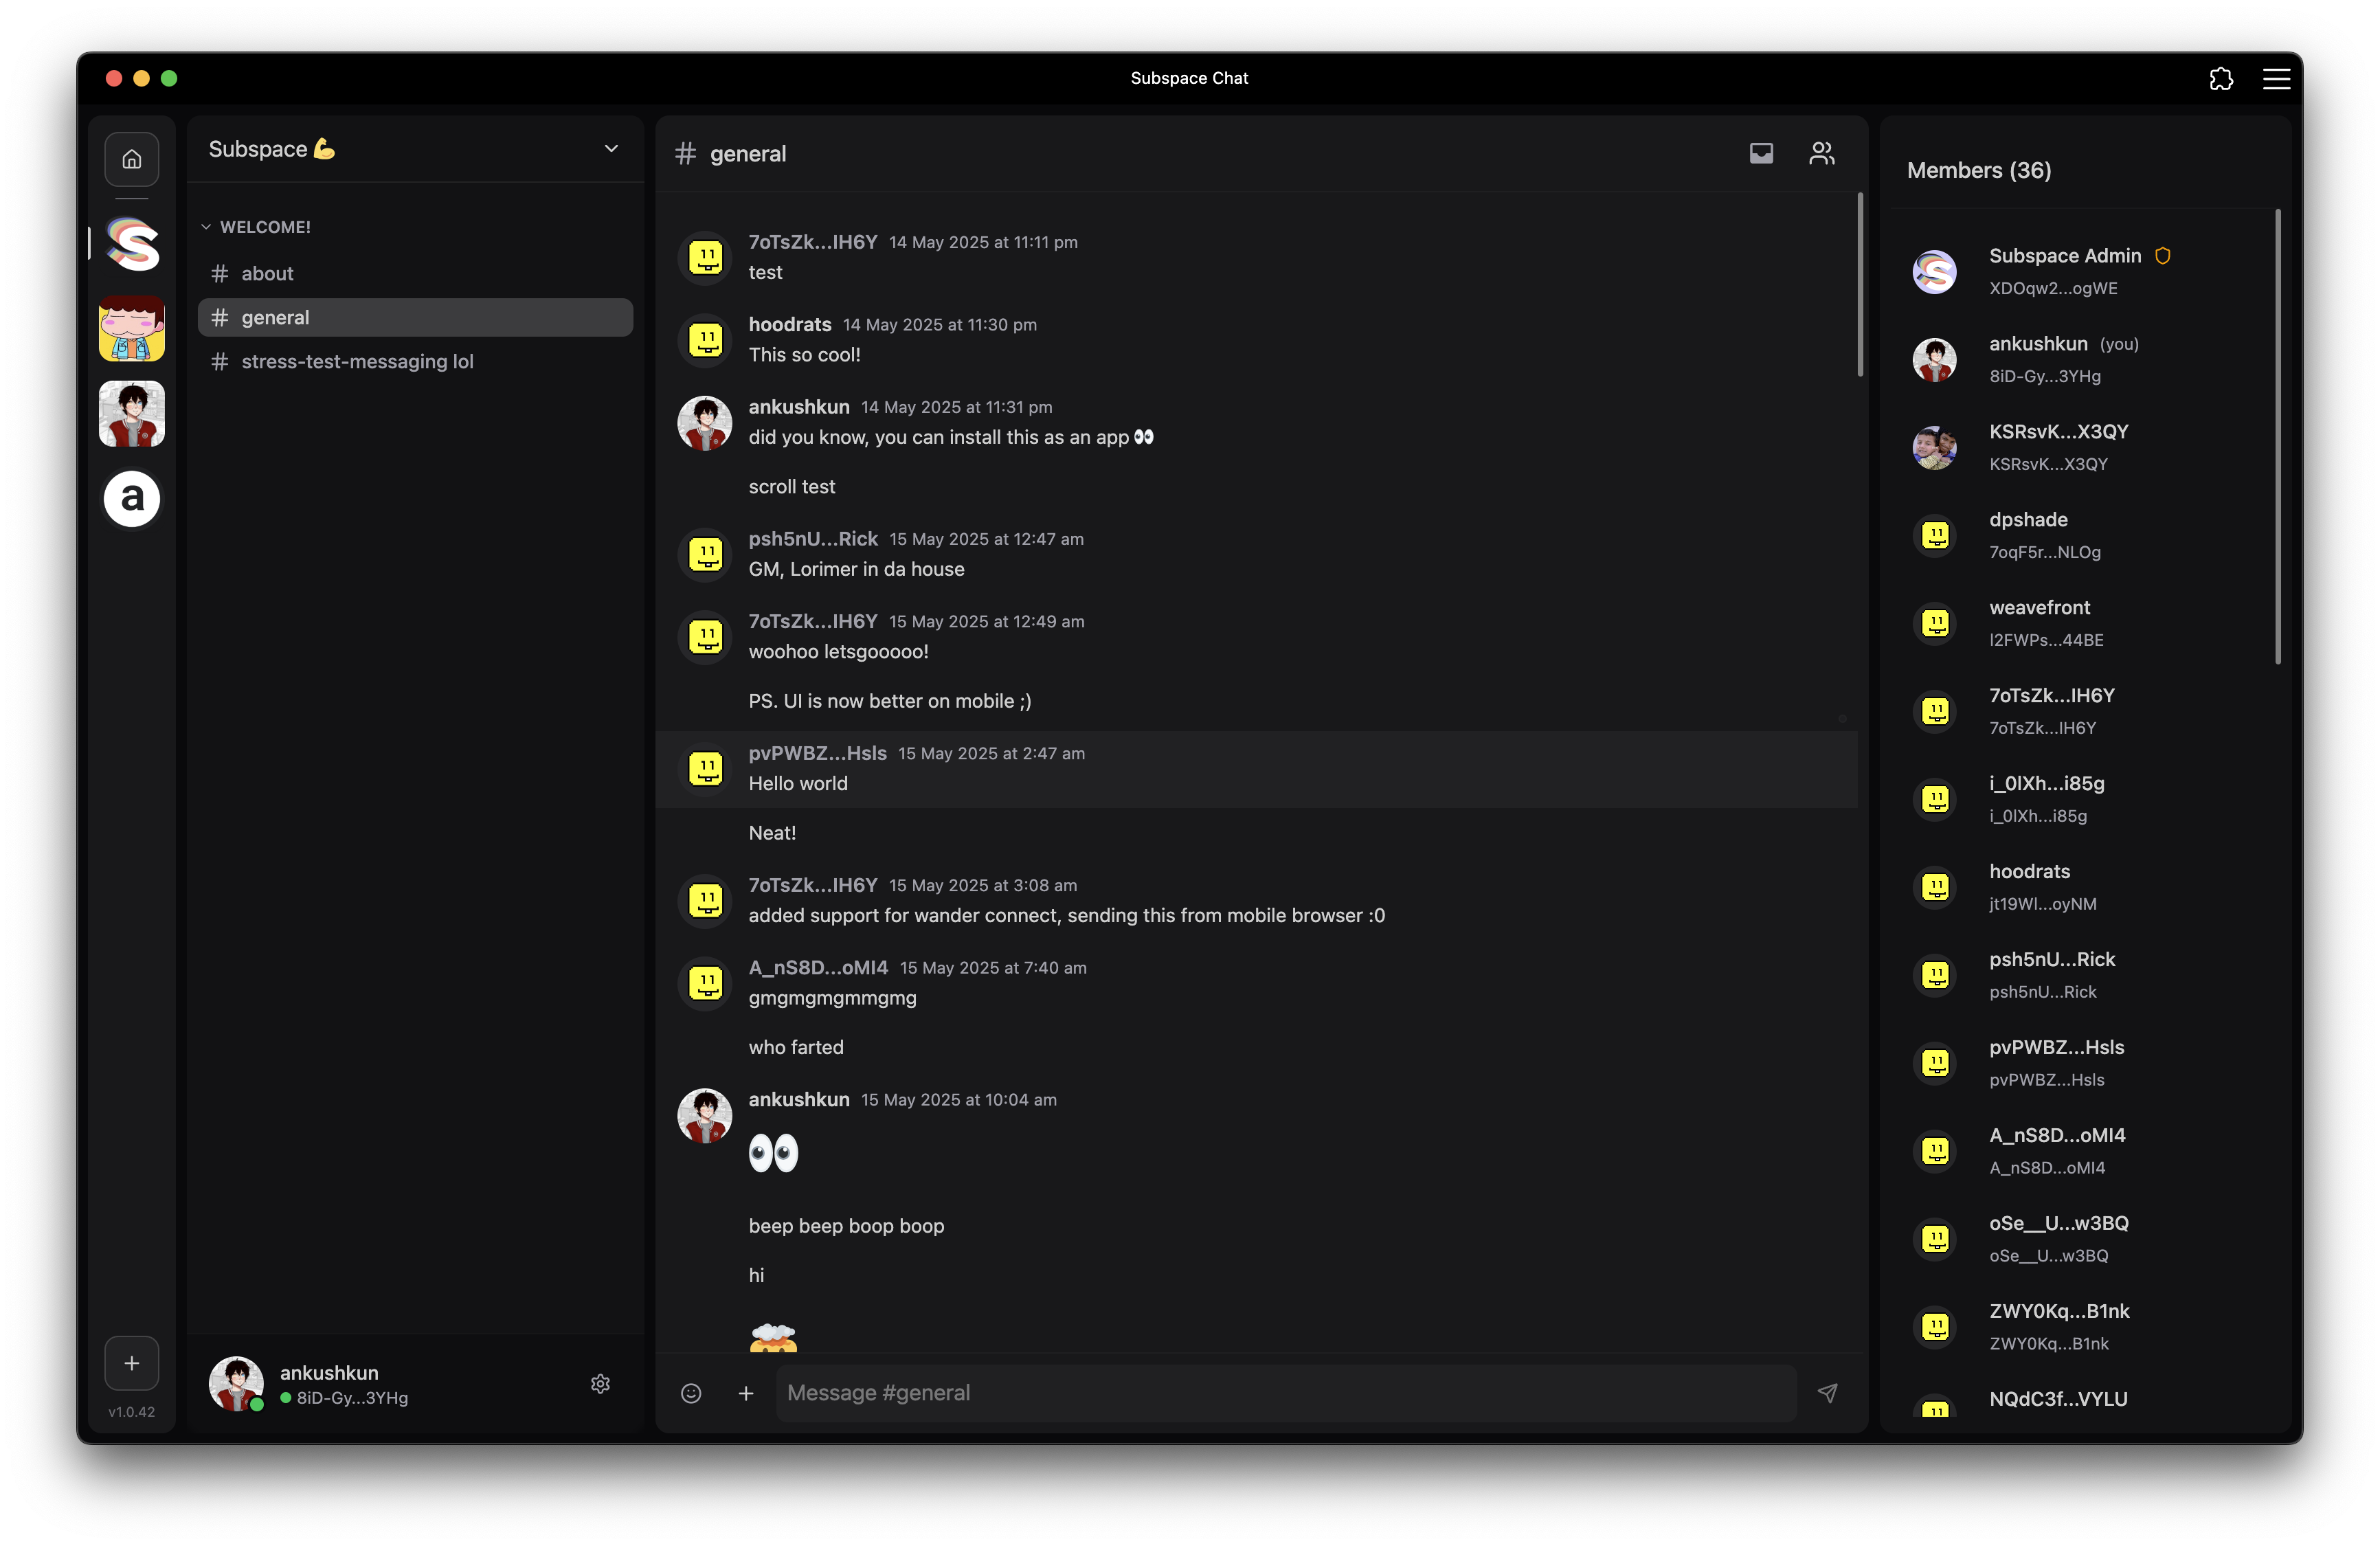 Subspace Chat
Subspace 💪
WELCOME!
# about
# general
# stress-test-messaging lol
a
v1.0.42
ankushkun
8iD-Gy...3YHg
# general
7oTsZk...IH6Y 14 May 2025 at 11:11 pm
test
hoodrats 14 May 2025 at 11:30 pm
This so cool!
ankushkun 14 May 2025 at 11:31 pm
did you know, you can install this as an app 👀
scroll test
psh5nU...Rick 15 May 2025 at 12:47 am
GM, Lorimer in da house
7oTsZk...IH6Y 15 May 2025 at 12:49 am
woohoo letsgooooo!
PS. UI is now better on mobile ;)
pvPWBZ...Hsls 15 May 2025 at 2:47 am
Hello world
Neat!
7oTsZk...IH6Y 15 May 2025 at 3:08 am
added support for wander connect, sending this from mobile browser :0
A_nS8D...oMI4 15 May 2025 at 7:40 am
gmgmgmgmmgmg
who farted
ankushkun 15 May 2025 at 10:04 am
👀
beep beep boop boop
hi
🤯
Message #general
Members (36)
Subspace Admin
XDOqw2...ogWE
ankushkun (you)
8iD-Gy...3YHg
KSRsvK...X3QY
KSRsvK...X3QY
dpshade
7oqF5r...NLOg
weavefront
l2FWPs...44BE
7oTsZk...IH6Y
7oTsZk...IH6Y
i_0lXh...i85g
i_0lXh...i85g
hoodrats
jt19Wl...oyNM
psh5nU...Rick
psh5nU...Rick
pvPWBZ...Hsls
pvPWBZ...Hsls
A_nS8D...oMI4
A_nS8D...oMI4
oSe__U...w3BQ
oSe__U...w3BQ
ZWY0Kq...B1nk
ZWY0Kq...B1nk
NQdC3f...VYLU